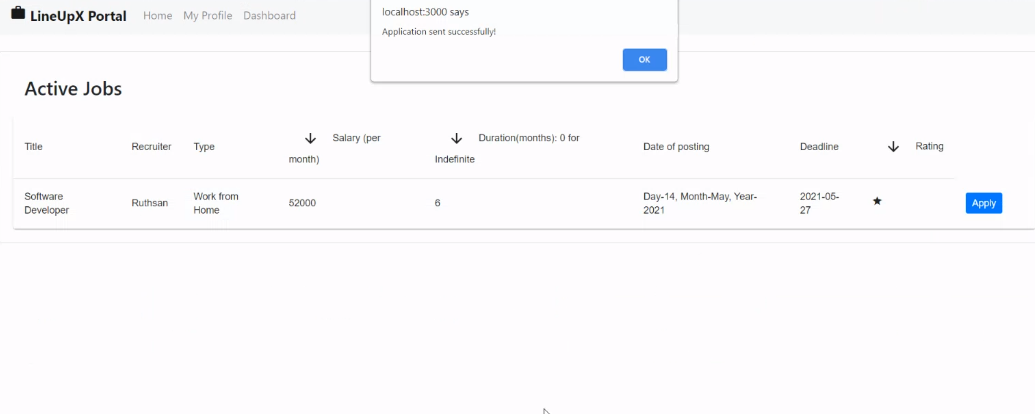 LineUpX Portal Home My Profile Dashboard
localhost:3000 says
Application sent successfully!
OK
Active Jobs
Title Recruiter Type Salary (per month) Duration(months): 0 for Indefinite Date of posting Deadline Rating
Software Developer Ruthsan Work from Home 52000 6 Day-14, Month-May, Year-2021 2021-05-27 Apply